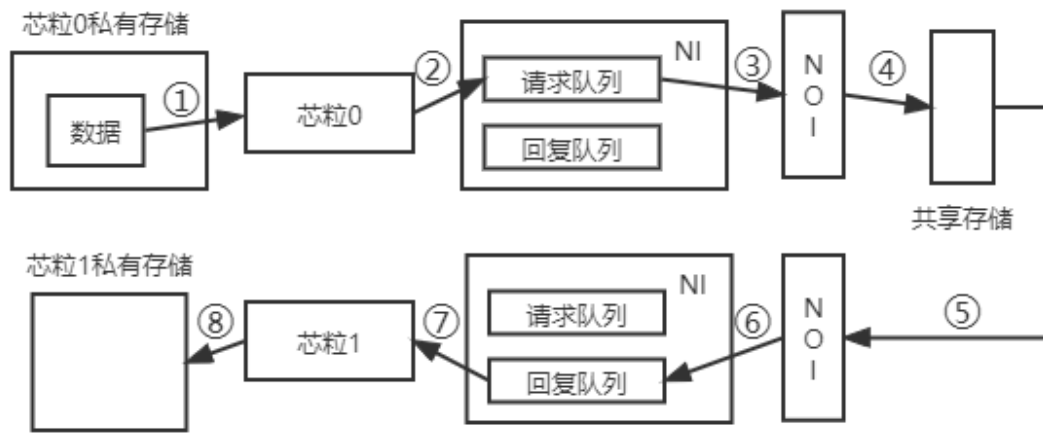 芯粒0私有存储
数据
①
芯粒0
②
NI
请求队列
回复队列
③
N
O
I
④
共享存储
芯粒1私有存储
⑧
芯粒1
⑦
NI
请求队列
回复队列
⑥
N
O
I
⑤